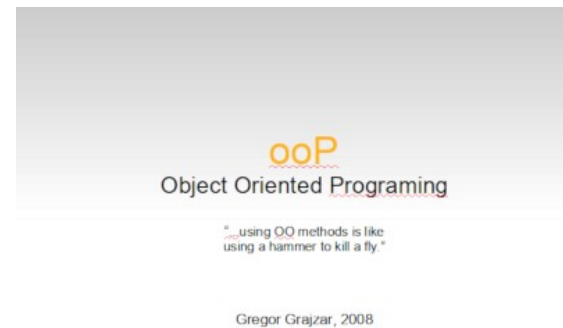 ooP
Object Oriented Programing
"...using OO methods is like
using a hammer to kill a fly."
Gregor Grajzar, 2008